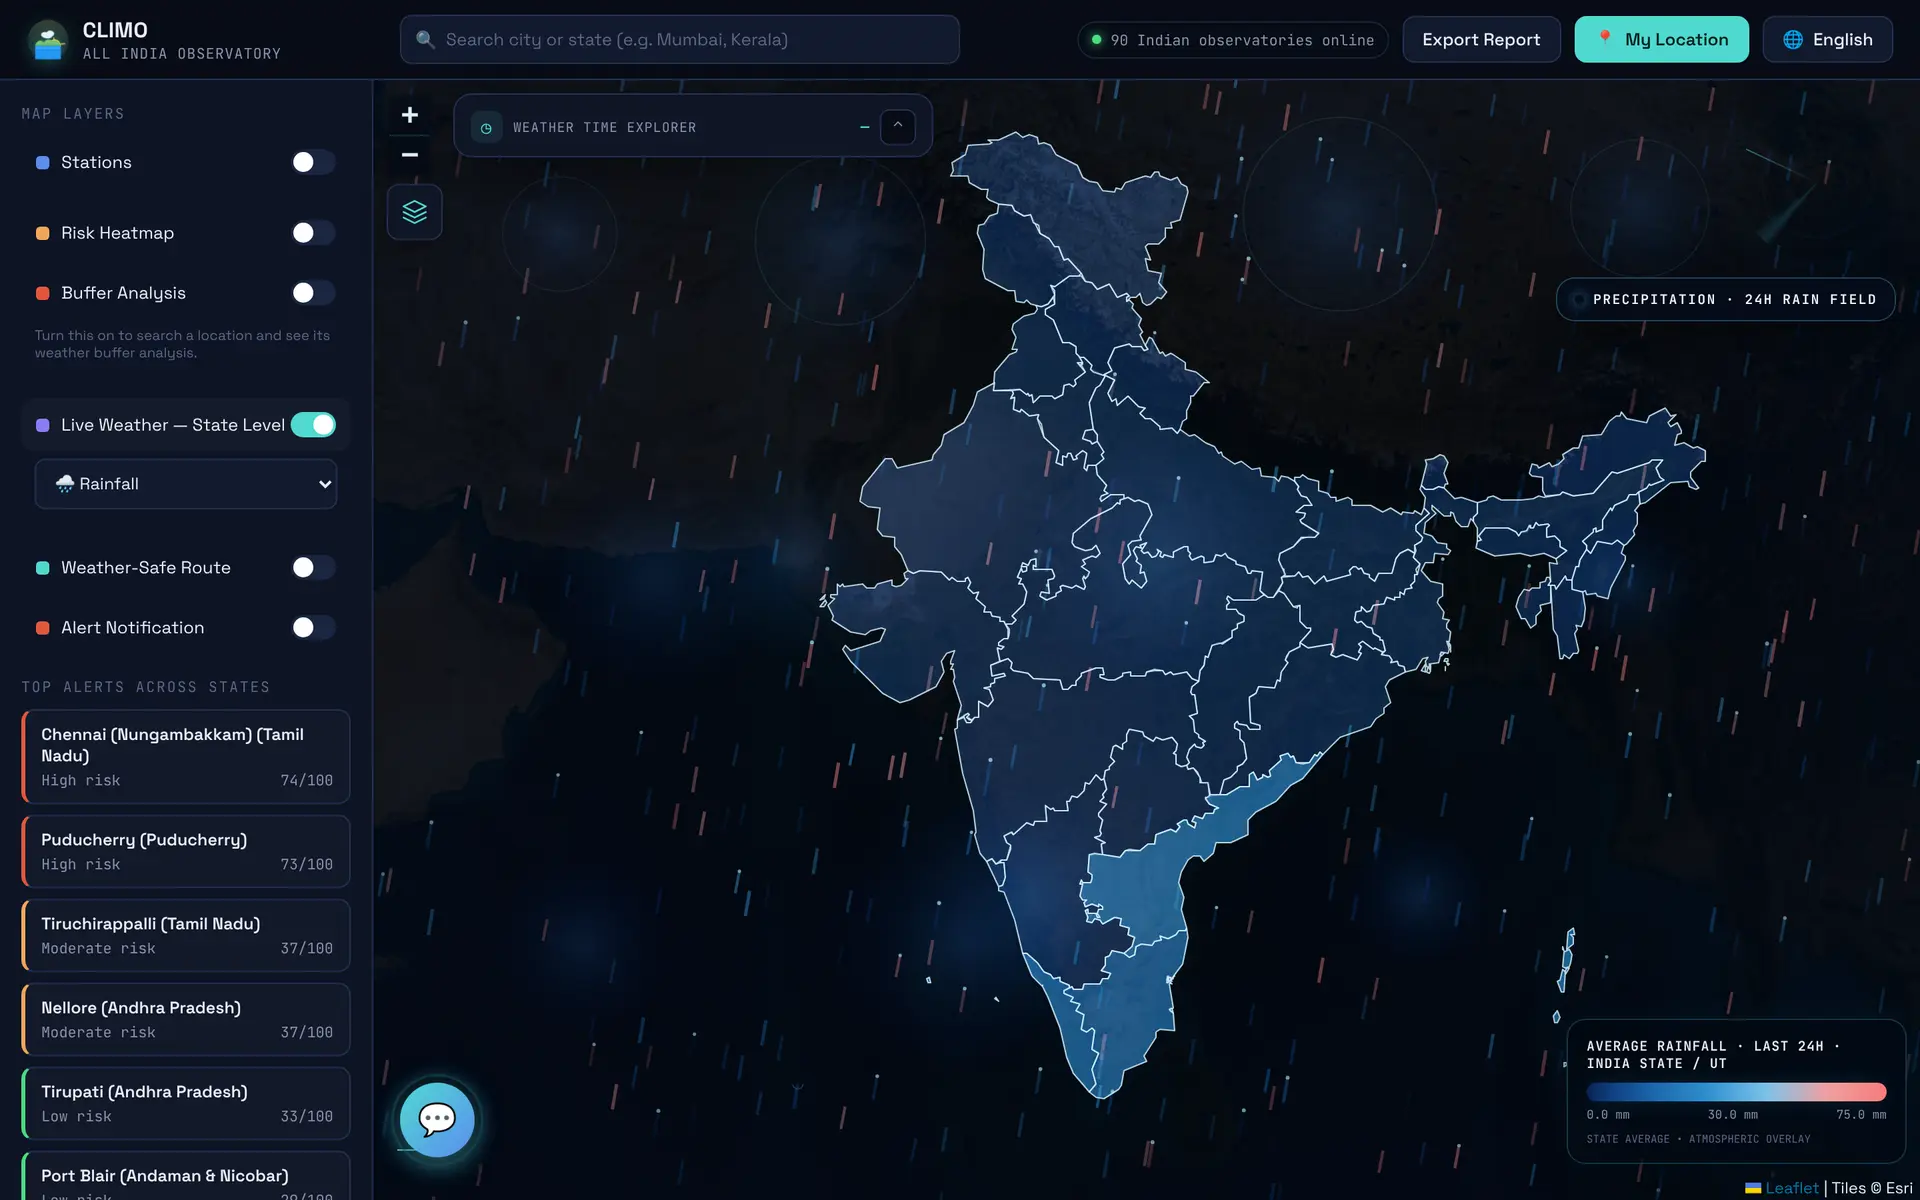 CLIMO
ALL INDIA OBSERVATORY
Search city or state (e.g. Mumbai, Kerala)
90 Indian observatories online
Export Report
My Location
English
MAP LAYERS
Stations
Risk Heatmap
Buffer Analysis
Turn this on to search a location and see its
weather buffer analysis.
Live Weather — State Level
Rainfall
Weather-Safe Route
Alert Notification
TOP ALERTS ACROSS STATES
Chennai (Nungambakkam) (Tamil
Nadu)
High risk 74/100
Puducherry (Puducherry)
High risk 73/100
Tiruchirappalli (Tamil Nadu)
Moderate risk 37/100
Nellore (Andhra Pradesh)
Moderate risk 37/100
Tirupati (Andhra Pradesh)
Low risk 33/100
Port Blair (Andaman & Nicobar)
Low risk
+
−
WEATHER TIME EXPLORER
PRECIPITATION · 24H RAIN FIELD
AVERAGE RAINFALL · LAST 24H ·
INDIA STATE / UT
0.0 mm 30.0 mm 75.0 mm
STATE AVERAGE • ATMOSPHERIC OVERLAY
Leaflet | Tiles © Esri